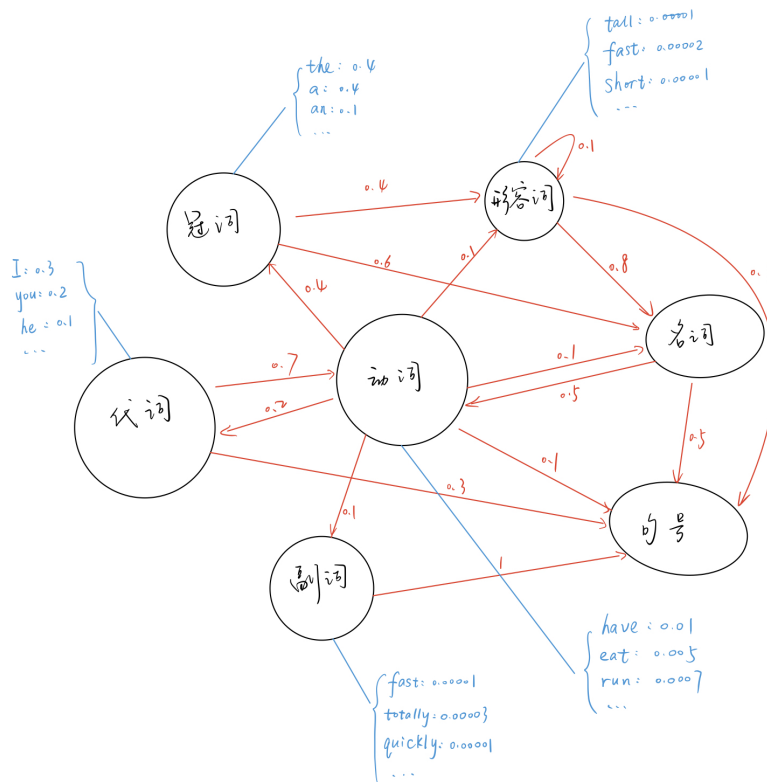 tall: 0.00001
fast: 0.00002
short: 0.00001
...
the: 0.4
a: 0.4
an: 0.1
...
0.1
形容词
0.4
冠词
0.6
0.1
0.8
0.
I: 0.3
you: 0.2
he: 0.1
...
0.4
名词
0.7
动词
0.1
0.5
代词
0.2
0.5
0.1
0.3
0.1
句号
副词
1
have: 0.01
eat: 0.005
run: 0.0007
...
fast: 0.00001
totally: 0.00003
quickly: 0.00001
...